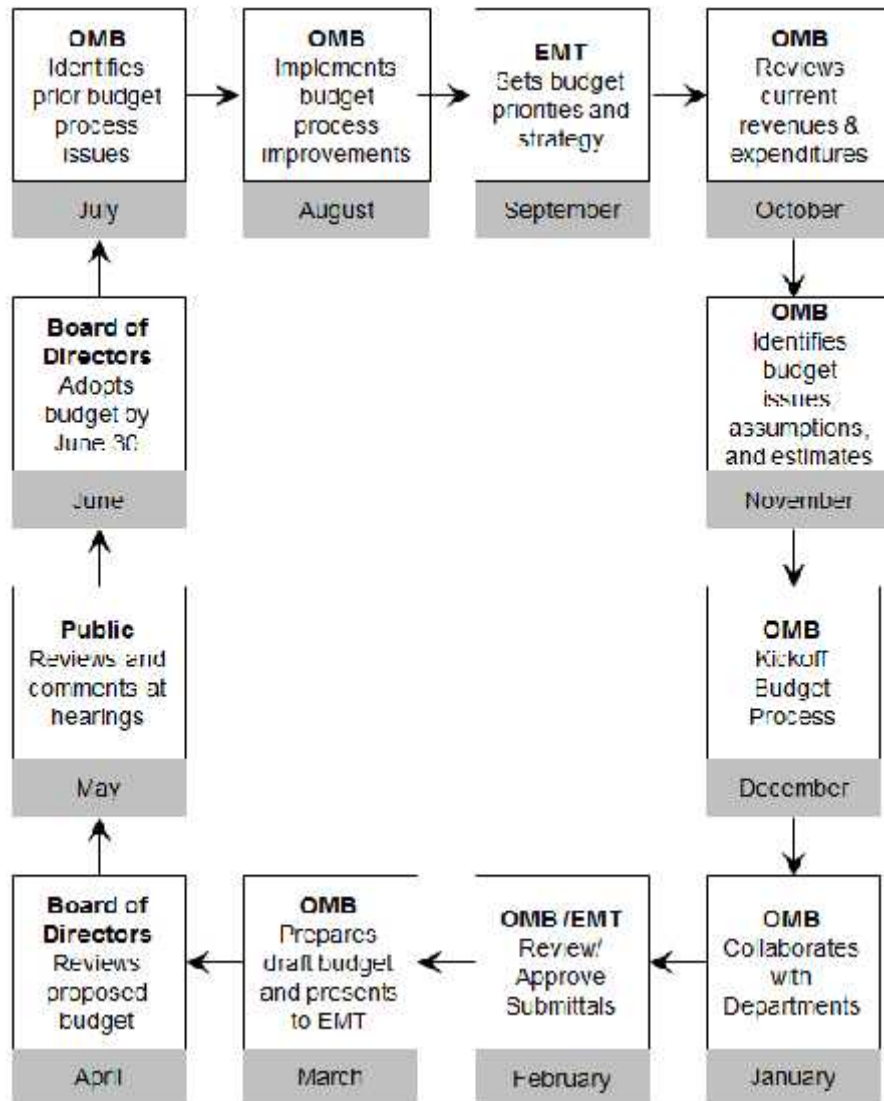 OMB
Identifies
prior budget
process
issues
July
OMB
Implements
budget
process
improvements
August
EMT
Sets budget
priorities and
strategy
September
OMB
Reviews
current
revenues &
expenditures
October
OMB
Identifies
budget
issues,
assumptions,
and estimates
November
OMB
Kickoff
Budget
Process
December
OMB
Collaborates
with
Departments
January
OMB /EMT
Review/
Approve
Submittals
February
OMB
Prepares
draft budget
and presents
to EMT
March
Board of
Directors
Reviews
proposed
budget
April
Public
Reviews and
comments at
hearings
May
Board of
Directors
Adopts
budget by
June 30
June